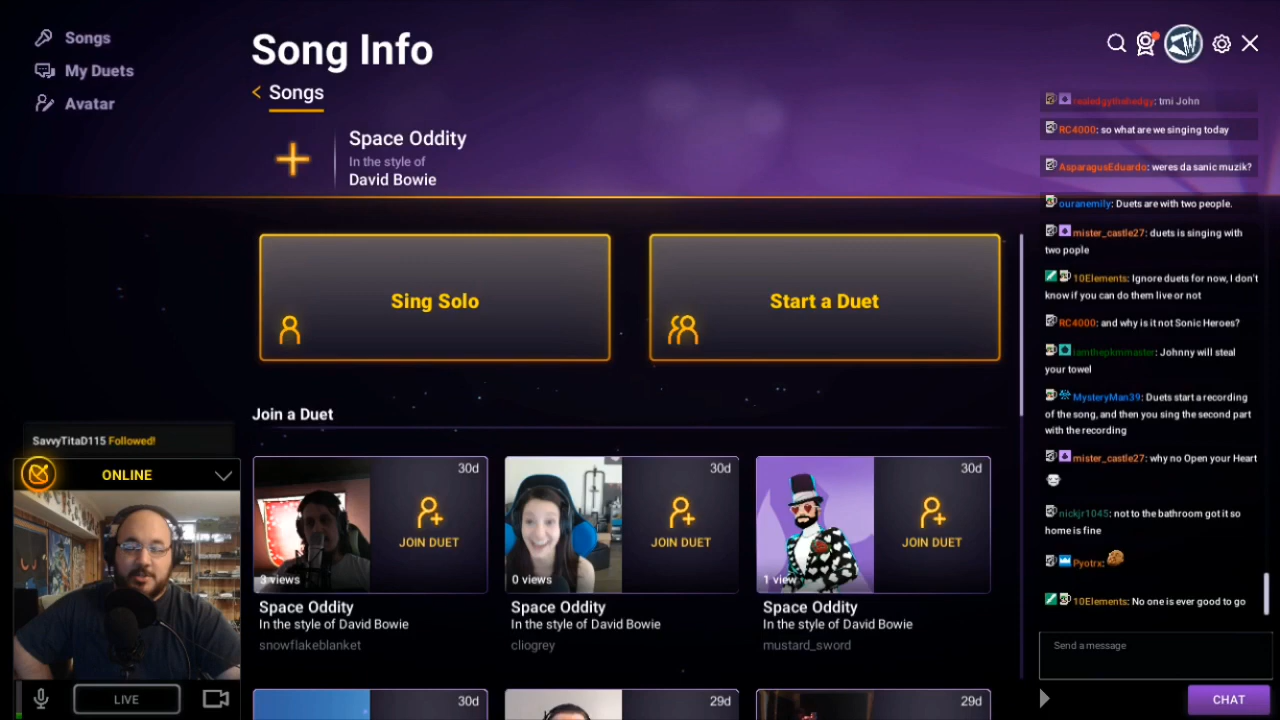 Songs
My Duets
Avatar
Song Info
< Songs
Space Oddity
In the style of
David Bowie
Sing Solo
Start a Duet
Join a Duet
30d
JOIN DUET
3 views
Space Oddity
In the style of David Bowie
snowflakeblanket
30d
JOIN DUET
0 views
Space Oddity
In the style of David Bowie
cliogrey
30d
JOIN DUET
1 view
Space Oddity
In the style of David Bowie
mustard_sword
30d
29d
29d
SavvyTitaD115 Followed!
ONLINE
LIVE
realedgythehedgy: tmi John
RC4000: so what are we singing today
AsparagusEduardo: weres da sanic muzik?
ouranemily: Duets are with two people.
mister_castle27: duets is singing with
two pople
10Elements: Ignore duets for now, I don't
know if you can do them live or not
RC4000: and why is it not Sonic Heroes?
iamthepkmnmaster: Johnny will steal
your towel
MysteryMan39: Duets start a recording
of the song, and then you sing the second part
with the recording
mister_castle27: why no Open your Heart
nickjr1045: not to the bathroom got it so
home is fine
Pyotrx:
10Elements: No one is ever good to go
Send a message
CHAT